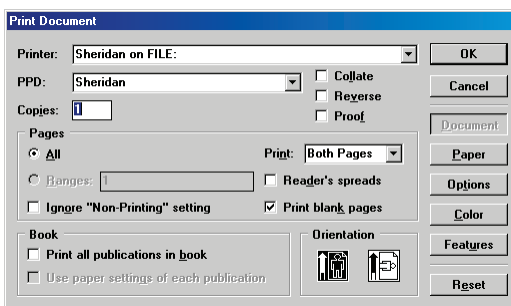 Print Document
Printer: Sheridan on FILE: OK
PPD: Sheridan Collate Cancel
Reverse
Copies: 1 Proof Document
Pages
All Print: Both Pages Paper
Ranges: 1 Reader's spreads Options
Ignore "Non-Printing" setting Print blank pages Color
Book Orientation Features
Print all publications in book
Use paper settings of each publication Reset